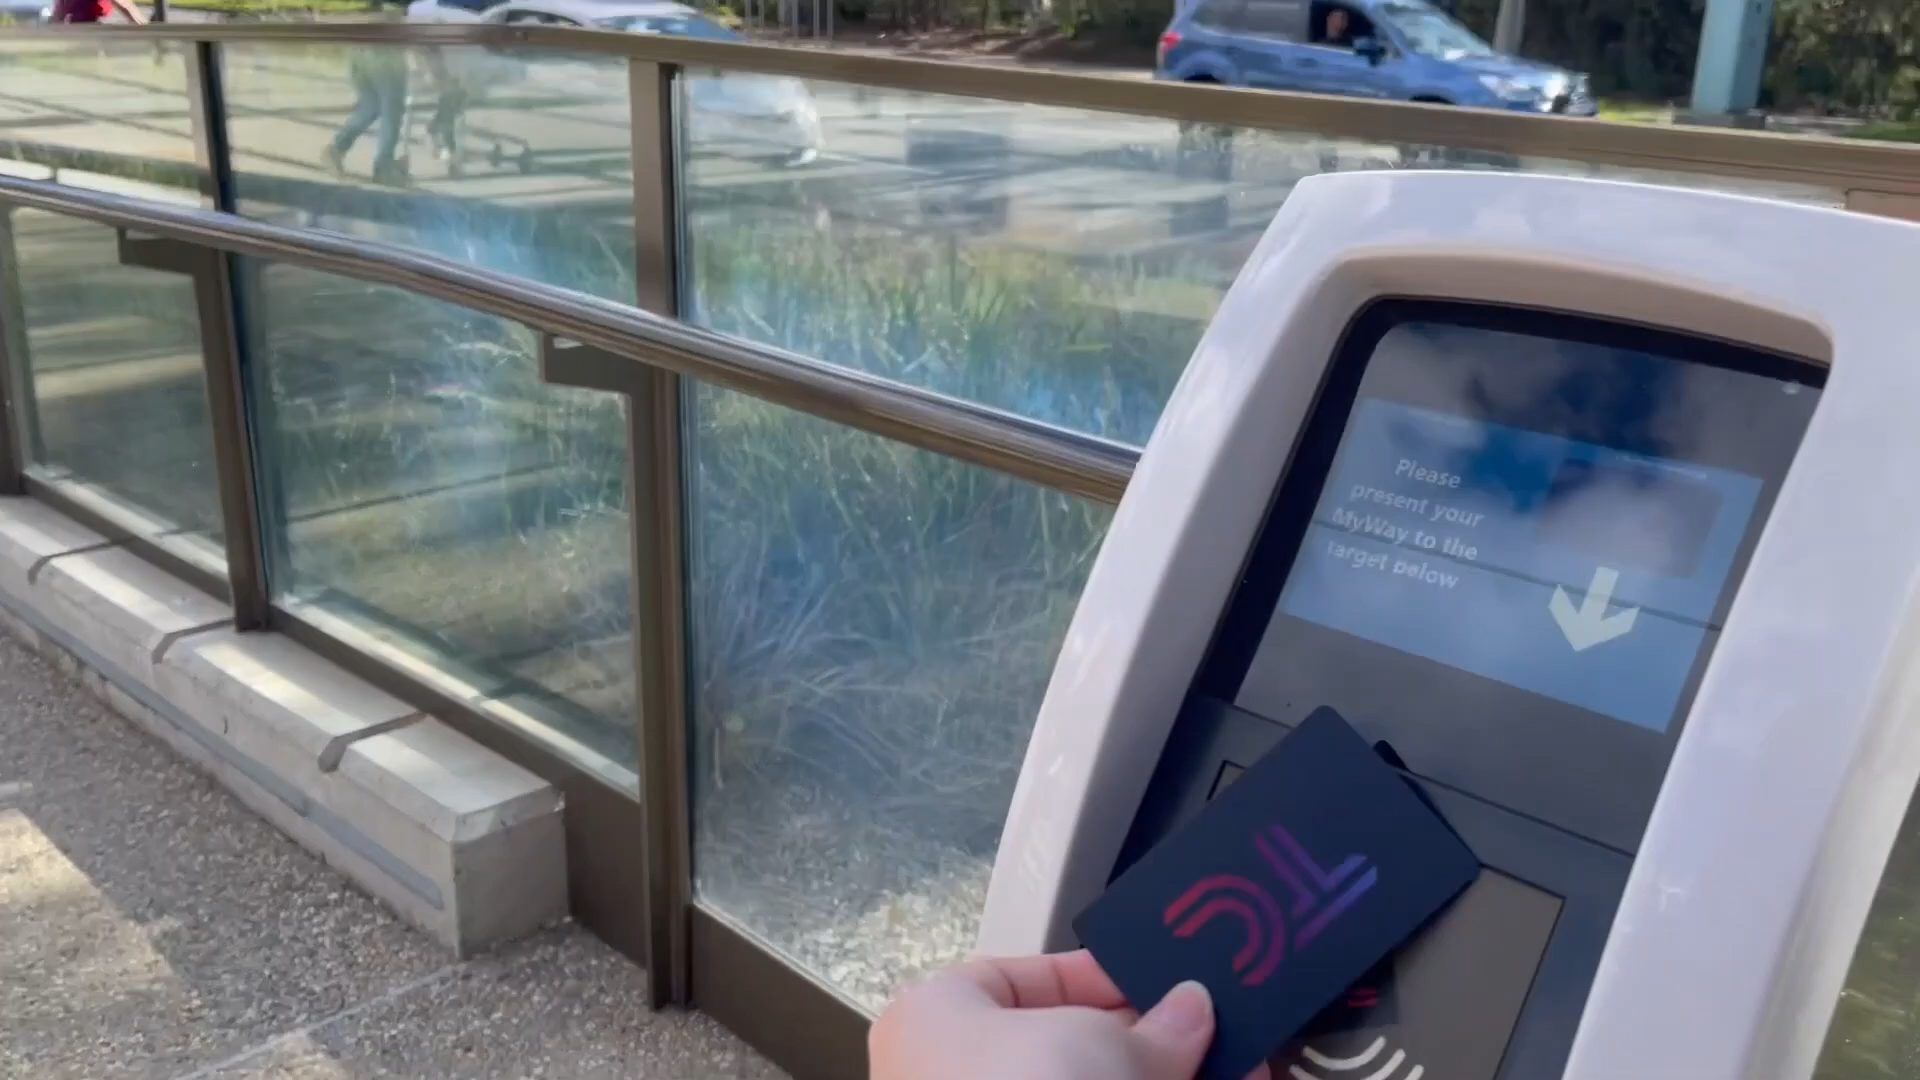 Please
present your
MyWay to the
target below